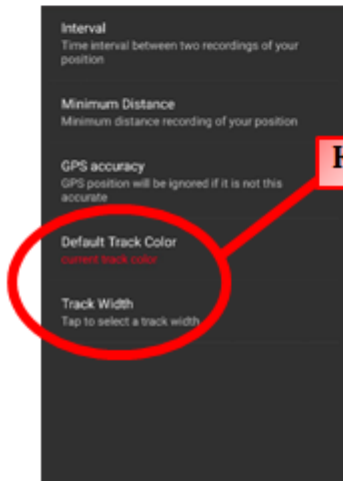 Interval
Time interval between two recordings of your
position
Minimum Distance
Minimum distance recording of your position
GPS accuracy
GPS position will be ignored if it is not this
accurate
Default Track Color
current track color
Track Width
Tap to select a track width